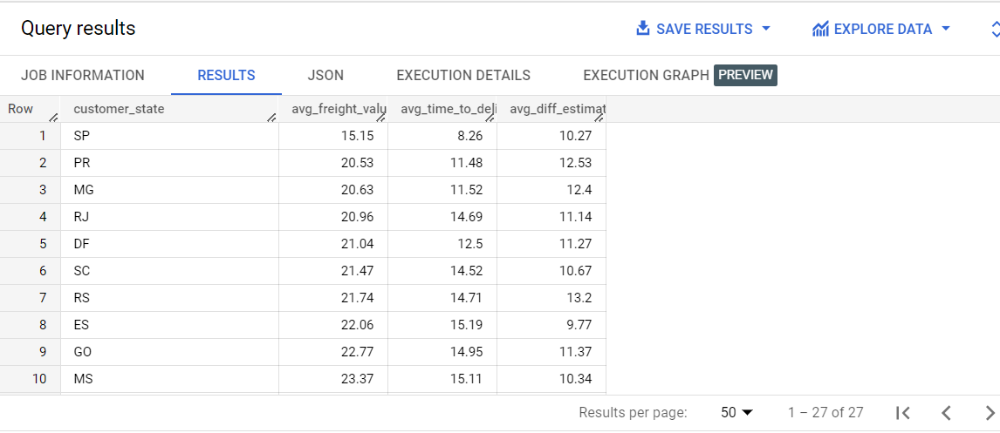 Query results SAVE RESULTS EXPLORE DATA
JOB INFORMATION RESULTS JSON EXECUTION DETAILS EXECUTION GRAPH PREVIEW
Row customer_state avg_freight_valu avg_time_to_deli avg_diff_estimat
1 SP 15.15 8.26 10.27
2 PR 20.53 11.48 12.53
3 MG 20.63 11.52 12.4
4 RJ 20.96 14.69 11.14
5 DF 21.04 12.5 11.27
6 SC 21.47 14.52 10.67
7 RS 21.74 14.71 13.2
8 ES 22.06 15.19 9.77
9 GO 22.77 14.95 11.37
10 MS 23.37 15.11 10.34
Results per page: 50 1 – 27 of 27